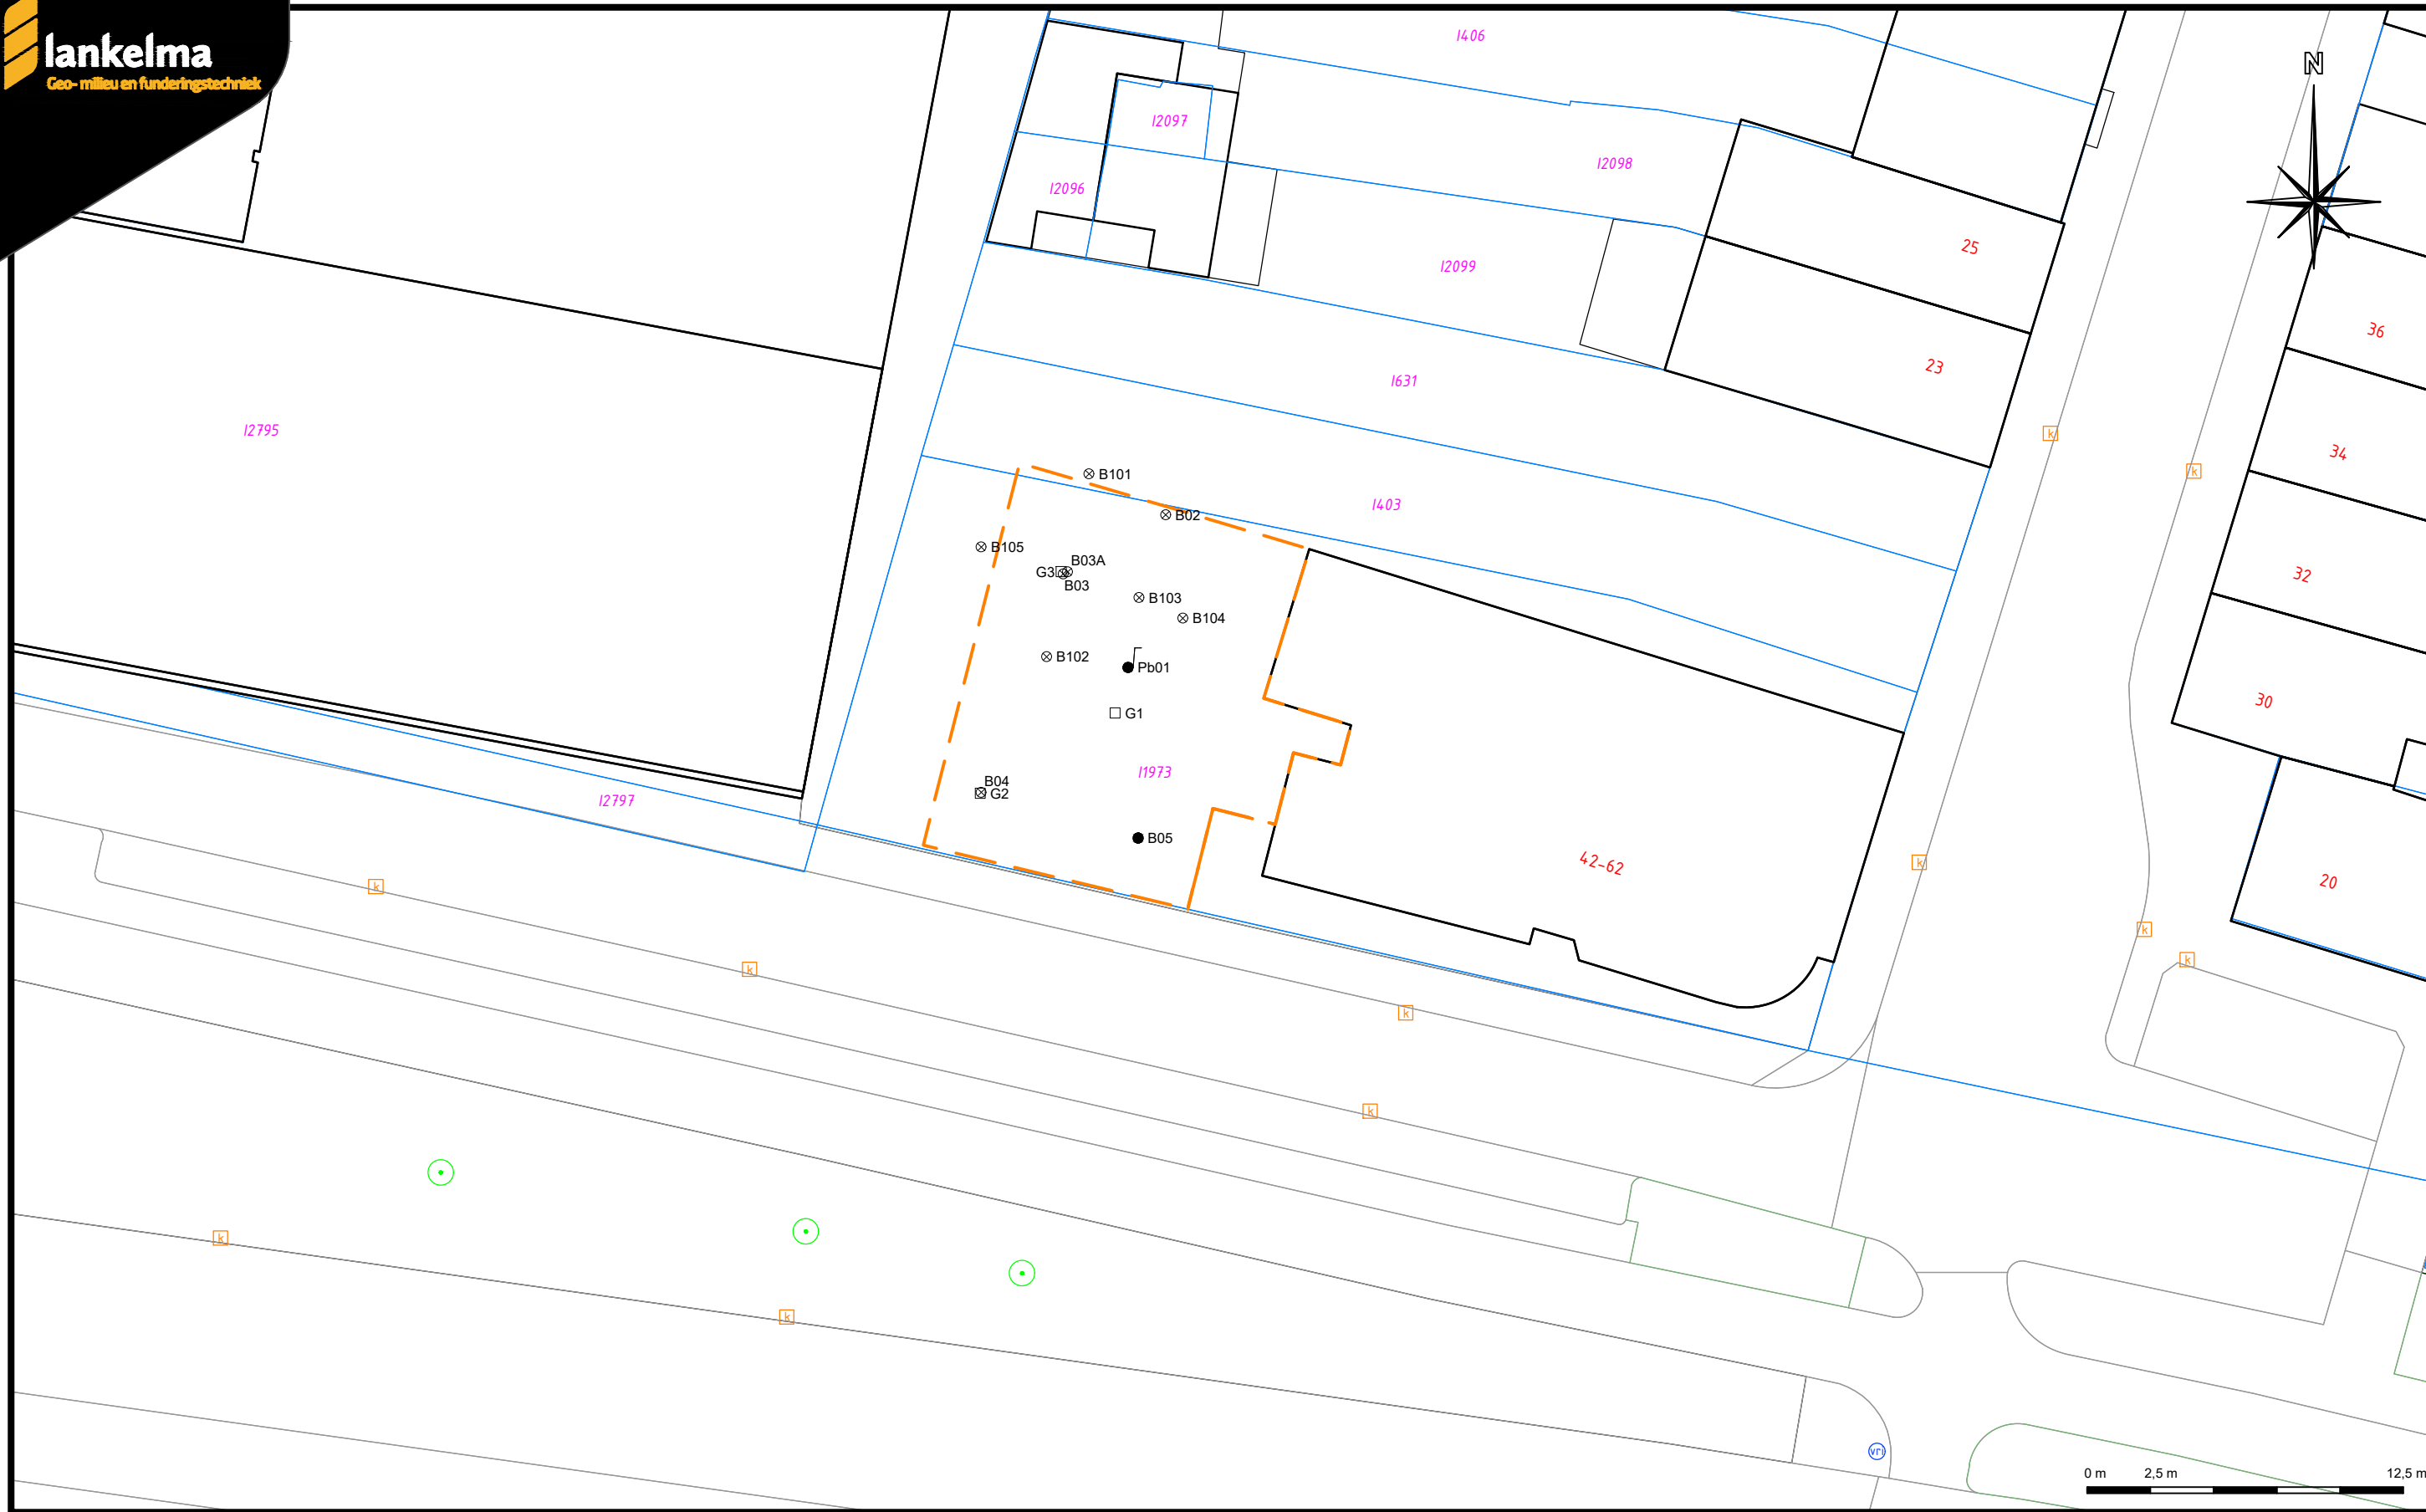 lankelma
Geo- milieu en funderingstechniek
I406
N
I2097
I2098
I2096
25
I2099
36
23
I631
I2795
k
34
k
B101
I403
B02
B105
B03A
G3
B03
32
B103
B104
B102
Pb01
30
G1
I1973
B04
G2
I2797
B05
42-62
k
20
k
k
k
k
k
k
k
k
vri
0 m
2,5 m
12,5 m